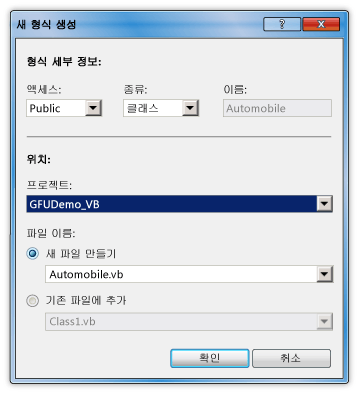 새 형식 생성
?
형식 세부 정보:
액세스: 종류: 이름:
Public 클래스 Automobile
위치:
프로젝트:
GFUDemo_VB
파일 이름:
새 파일 만들기
Automobile.vb
기존 파일에 추가
Class1.vb
확인 취소